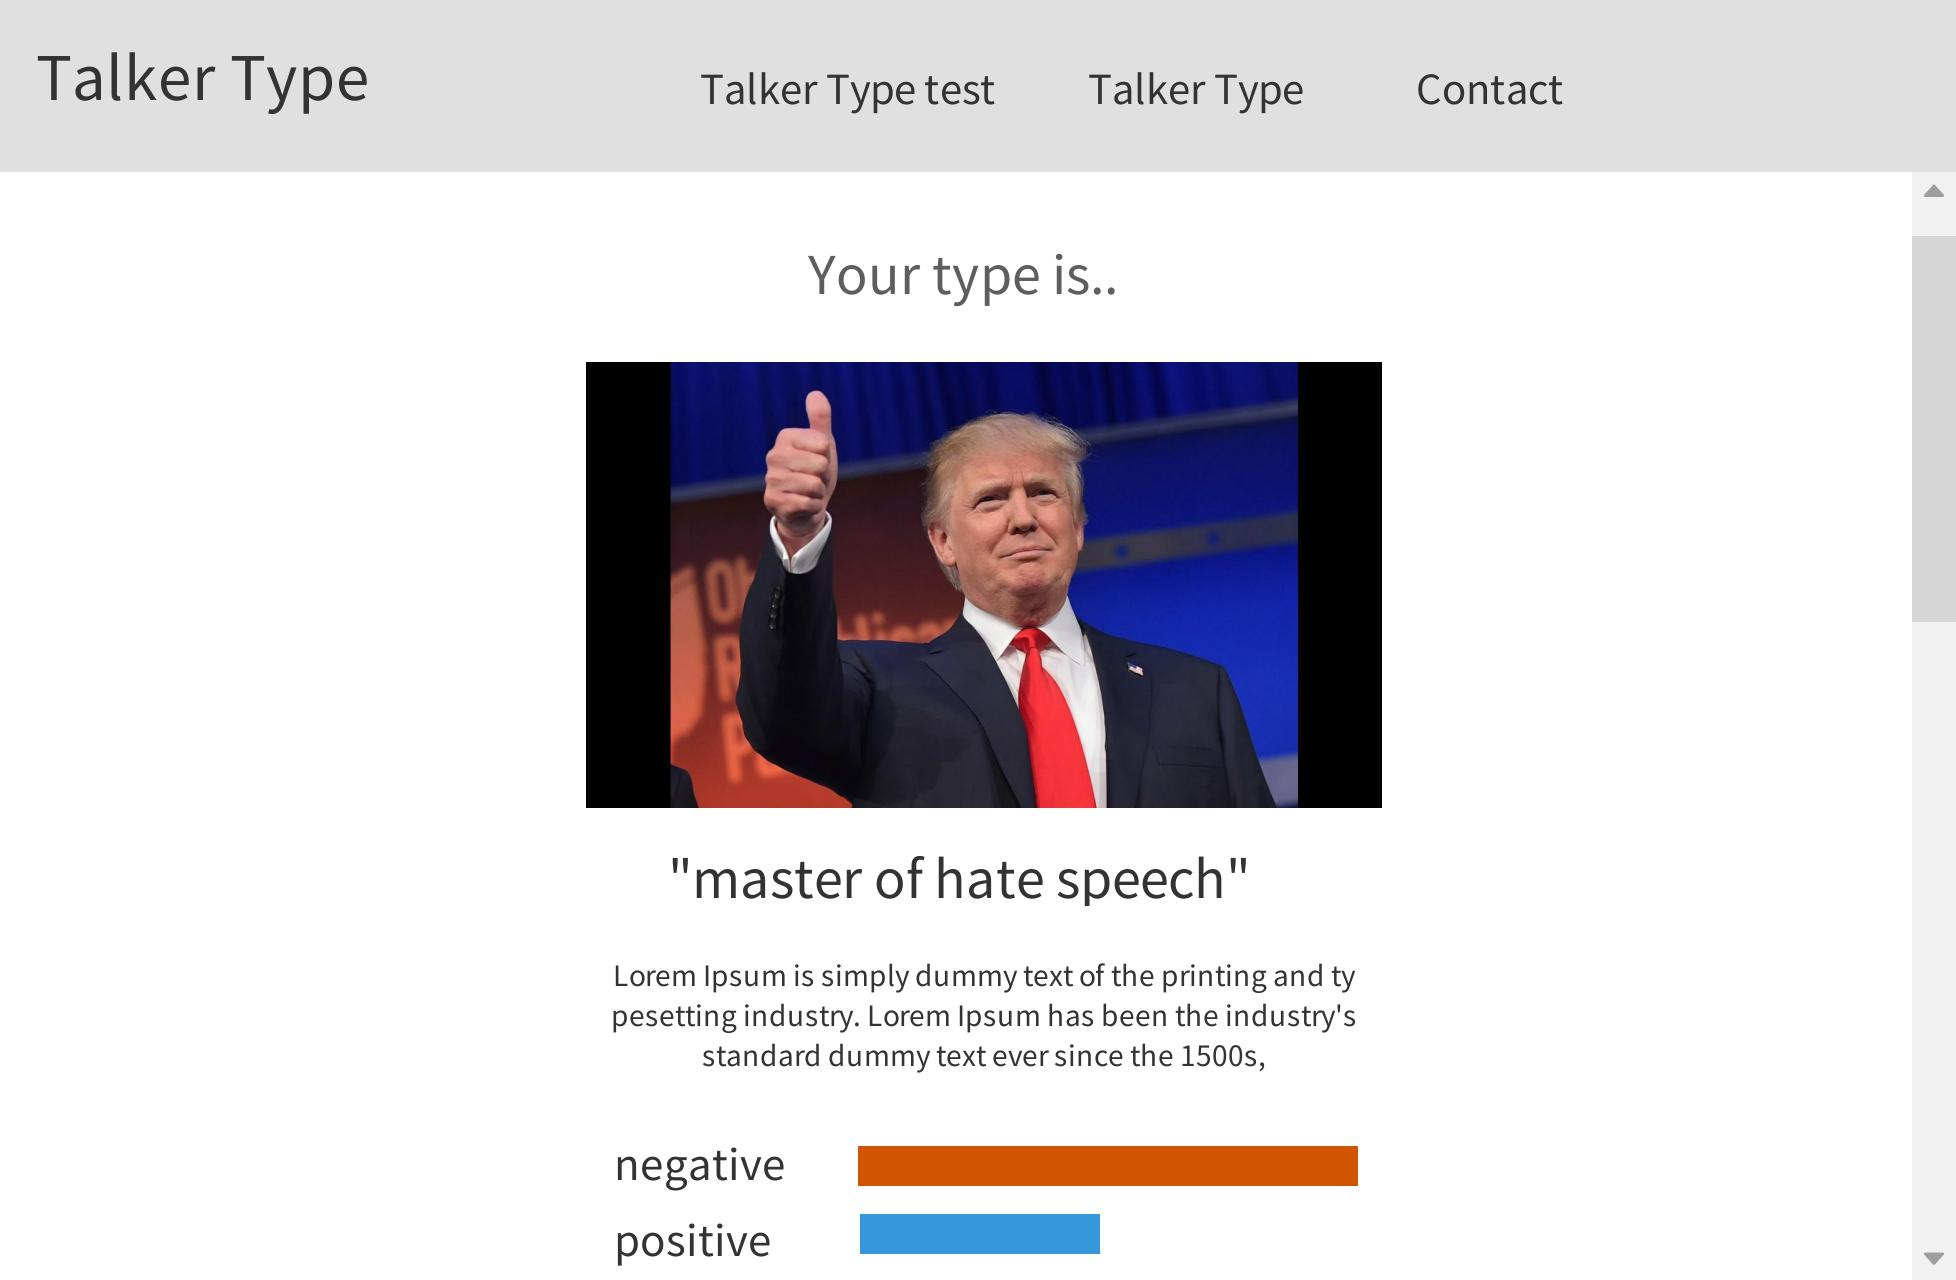 Talker Type
Talker Type test
Talker Type
Contact
Your type is..
"master of hate speech"
Lorem Ipsum is simply dummy text of the printing and ty
pesetting industry. Lorem Ipsum has been the industry's
standard dummy text ever since the 1500s,
negative
positive